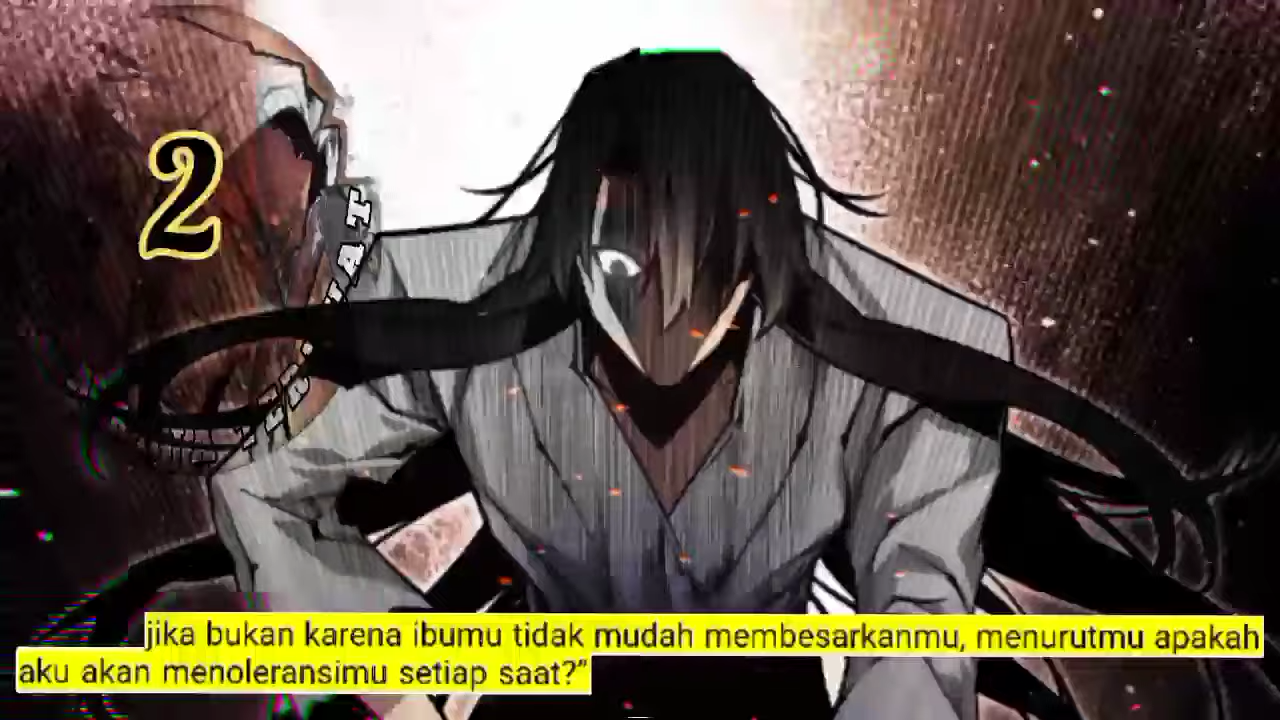 2
jika bukan karena ibumu tidak mudah membesarkanmu, menurutmu apakah
aku akan menoleransimu setiap saat?”